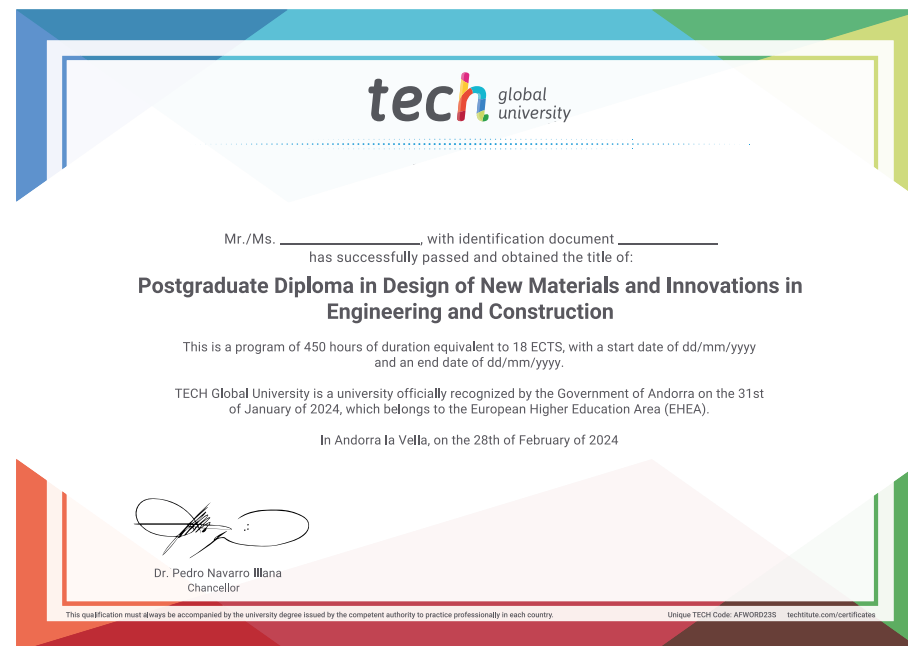 tech global university
Mr./Ms. ____________________, with identification document ______________
has successfully passed and obtained the title of:
Postgraduate Diploma in Design of New Materials and Innovations in
Engineering and Construction
This is a program of 450 hours of duration equivalent to 18 ECTS, with a start date of dd/mm/yyyy
and an end date of dd/mm/yyyy.
TECH Global University is a university officially recognized by the Government of Andorra on the 31st
of January of 2024, which belongs to the European Higher Education Area (EHEA).
In Andorra la Vella, on the 28th of February of 2024
Dr. Pedro Navarro Illana
Chancellor
This qualification must always be accompanied by the university degree issued by the competent authority to practice professionally in each country.
Unique TECH Code: AFWORD23S techtitute.com/certificates